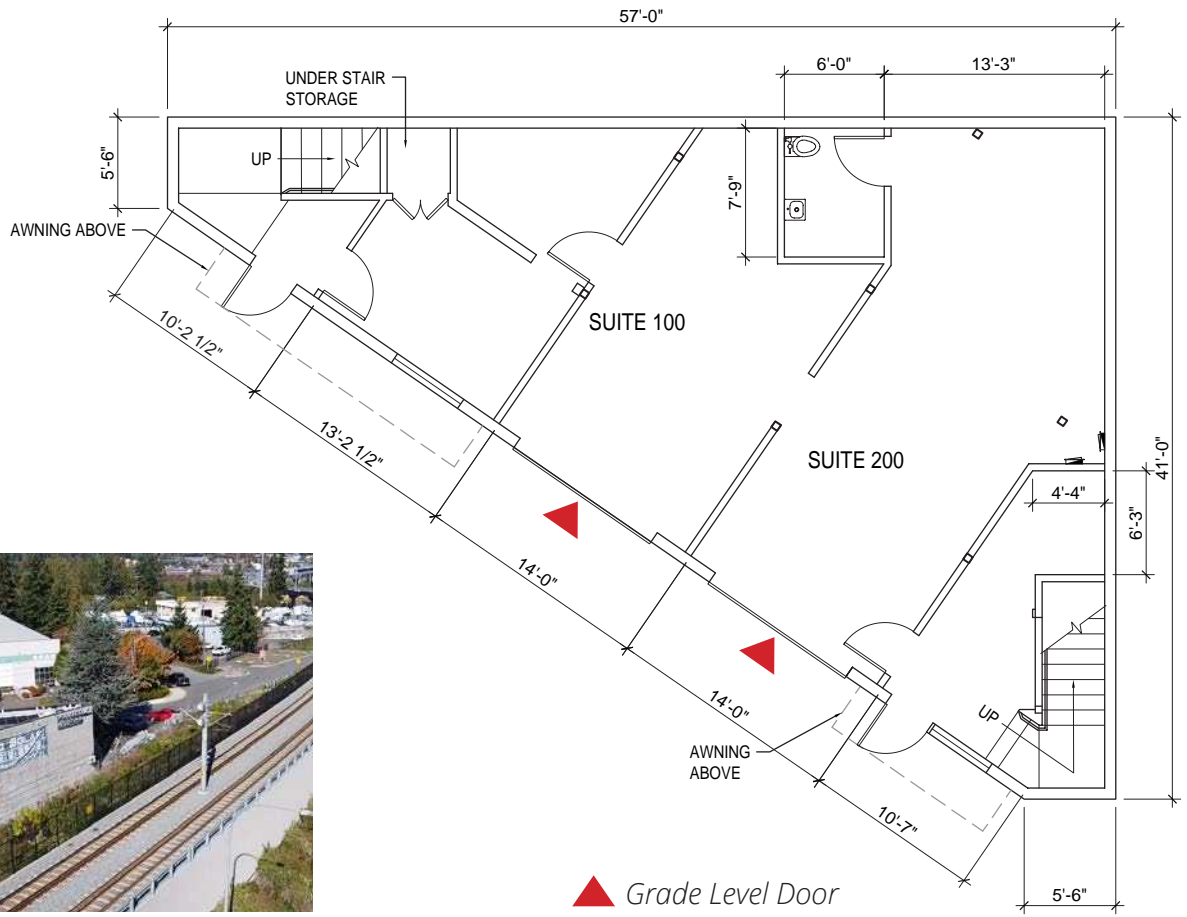 57'-0"
6'-0"
13'-3"
UNDER STAIR
STORAGE
5'-6"
UP
7'-9"
AWNING ABOVE
SUITE 100
10'-2 1/2"
13'-2 1/2"
SUITE 200
41'-0"
4'-4"
6'-3"
14'-0"
14'-0"
UP
AWNING
ABOVE
10'-7"
Grade Level Door
5'-6"